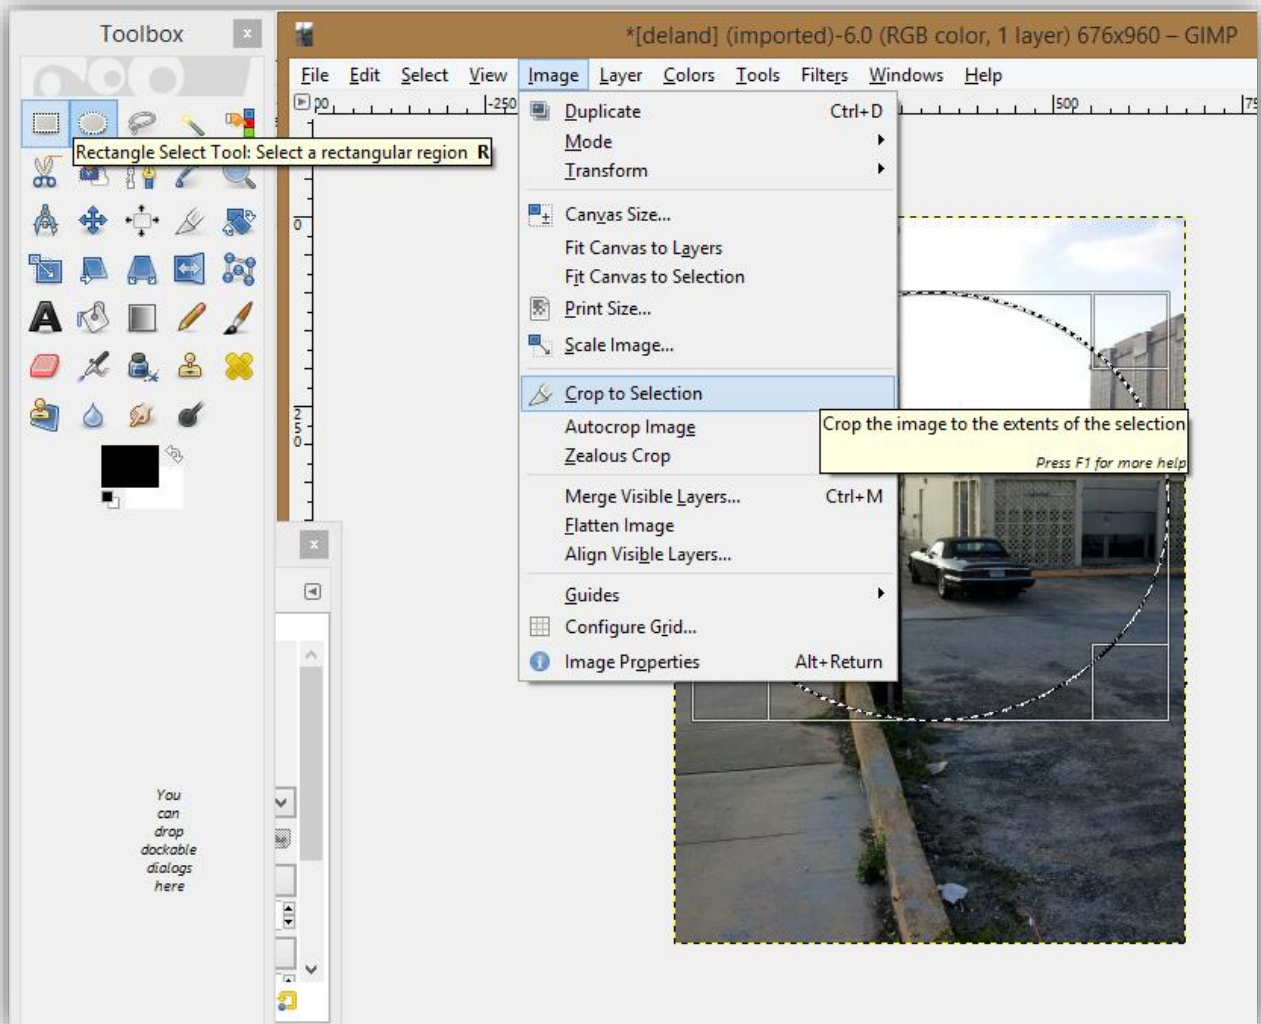 Toolbox
*[deland] (imported)-6.0 (RGB color, 1 layer) 676x960 – GIMP
File Edit Select View Image Layer Colors Tools Filters Windows Help
-250
500
Rectangle Select Tool: Select a rectangular region R
0
250
Duplicate Ctrl+D
Mode
Transform
Canvas Size...
Fit Canvas to Layers
Fit Canvas to Selection
Print Size...
Scale Image...
Crop to Selection
Autocrop Image
Zealous Crop
Merge Visible Layers... Ctrl+M
Flatten Image
Align Visible Layers...
Guides
Configure Grid...
Image Properties Alt+Return
Crop the image to the extents of the selection
Press F1 for more help
You
can
drop
dockable
dialogs
here